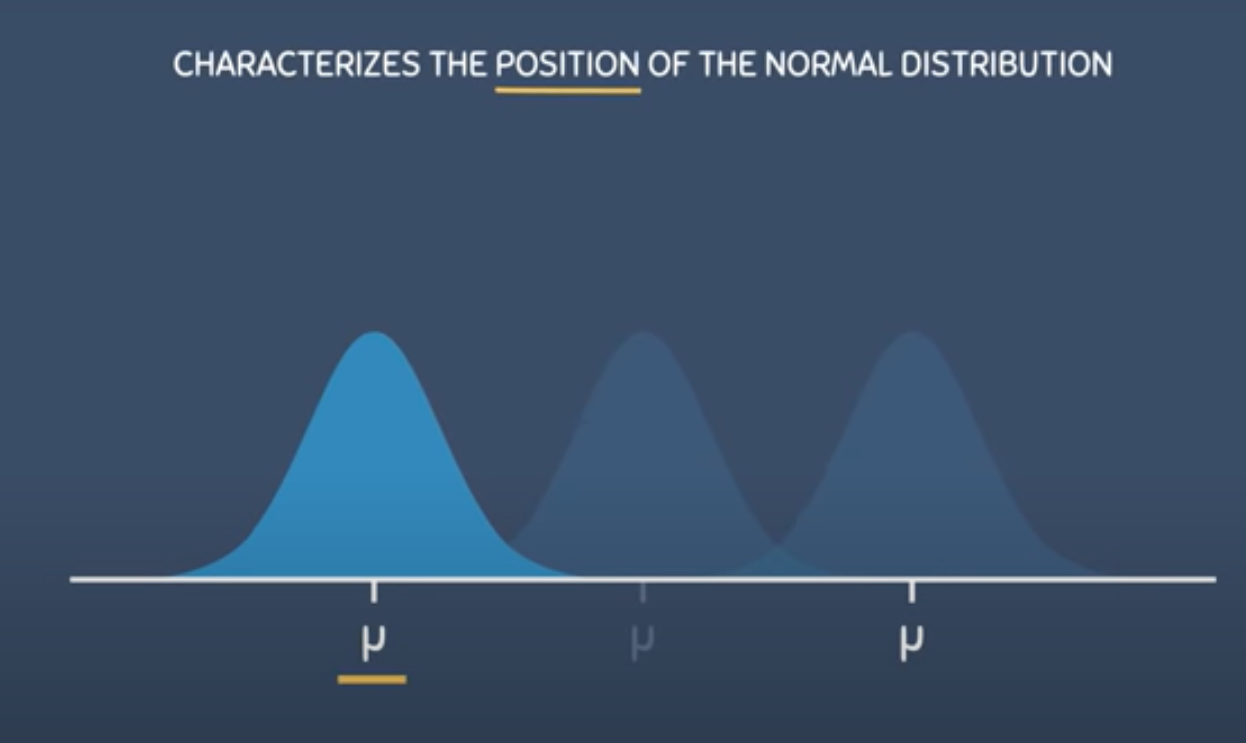 CHARACTERIZES THE POSITION OF THE NORMAL DISTRIBUTION
μ μ μ